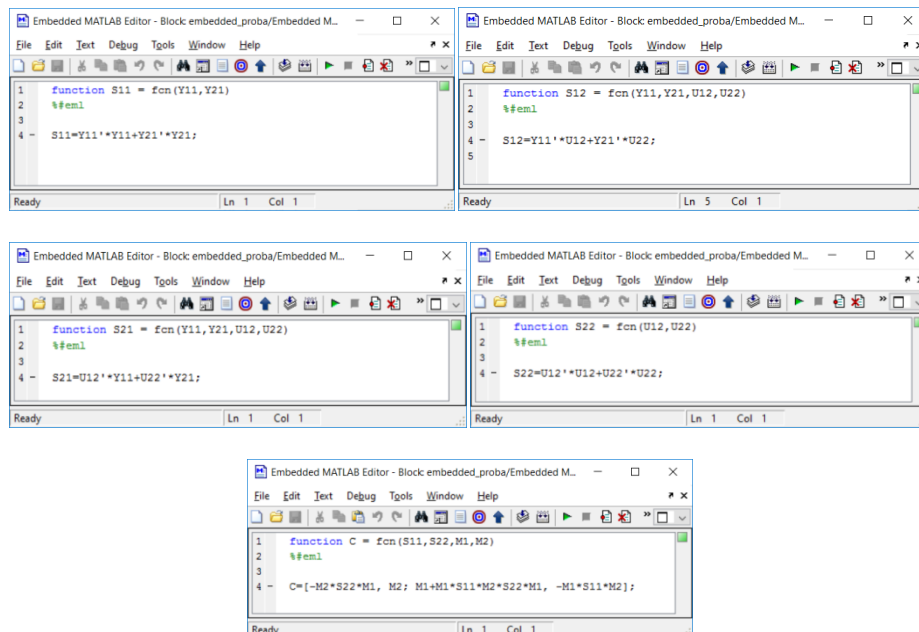 Embedded MATLAB Editor - Block: embedded_proba/Embedded M...
File Edit Text Debug Tools Window Help
1 function S11 = fcn(Y11,Y21)
2 %#eml
3
4 - S11=Y11'*Y11+Y21'*Y21;
Ready Ln 1 Col 1
Embedded MATLAB Editor - Block: embedded_proba/Embedded M...
File Edit Text Debug Tools Window Help
1 function S12 = fcn(Y11,Y21,U12,U22)
2 %#eml
3
4 - S12=Y11'*U12+Y21'*U22;
5
Ready Ln 5 Col 1
Embedded MATLAB Editor - Block: embedded_proba/Embedded M...
File Edit Text Debug Tools Window Help
1 function S21 = fcn(Y11,Y21,U12,U22)
2 %#eml
3
4 - S21=U12'*Y11+U22'*Y21;
Ready Ln 1 Col 1
Embedded MATLAB Editor - Block: embedded_proba/Embedded M...
File Edit Text Debug Tools Window Help
1 function S22 = fcn(U12,U22)
2 %#eml
3
4 - S22=U12'*U12+U22'*U22;
Ready Ln 1 Col 1
Embedded MATLAB Editor - Block: embedded_proba/Embedded M...
File Edit Text Debug Tools Window Help
1 function C = fcn(S11,S22,M1,M2)
2 %#eml
3
4 - C=[-M2*S22*M1, M2; M1+M1*S11*M2*S22*M1, -M1*S11*M2];
Ready Ln 1 Col 1